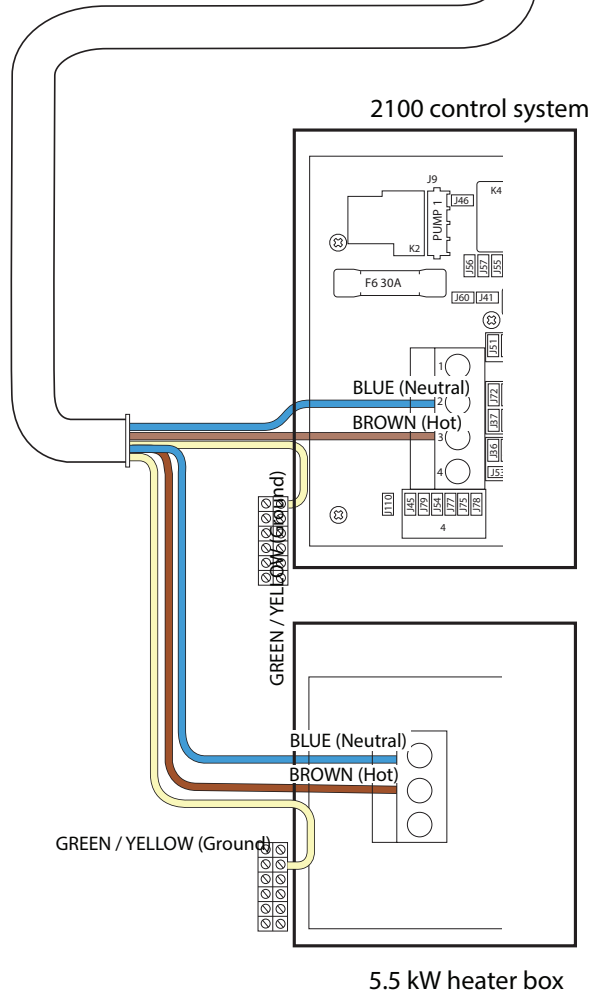 2100 control system
J9
J46
K4
PUMP 1
K2
J56
J57
J55
F6 30A
J60
J41
J51
1
BLUE (Neutral)
2
J72
BROWN (Hot)
J37
3
J36
4
J53
J110
J45
J79
J54
J77
J75
J78
4
GREEN / YELLOW (Ground)
BLUE (Neutral)
BROWN (Hot)
GREEN / YELLOW (Ground)
5.5 kW heater box